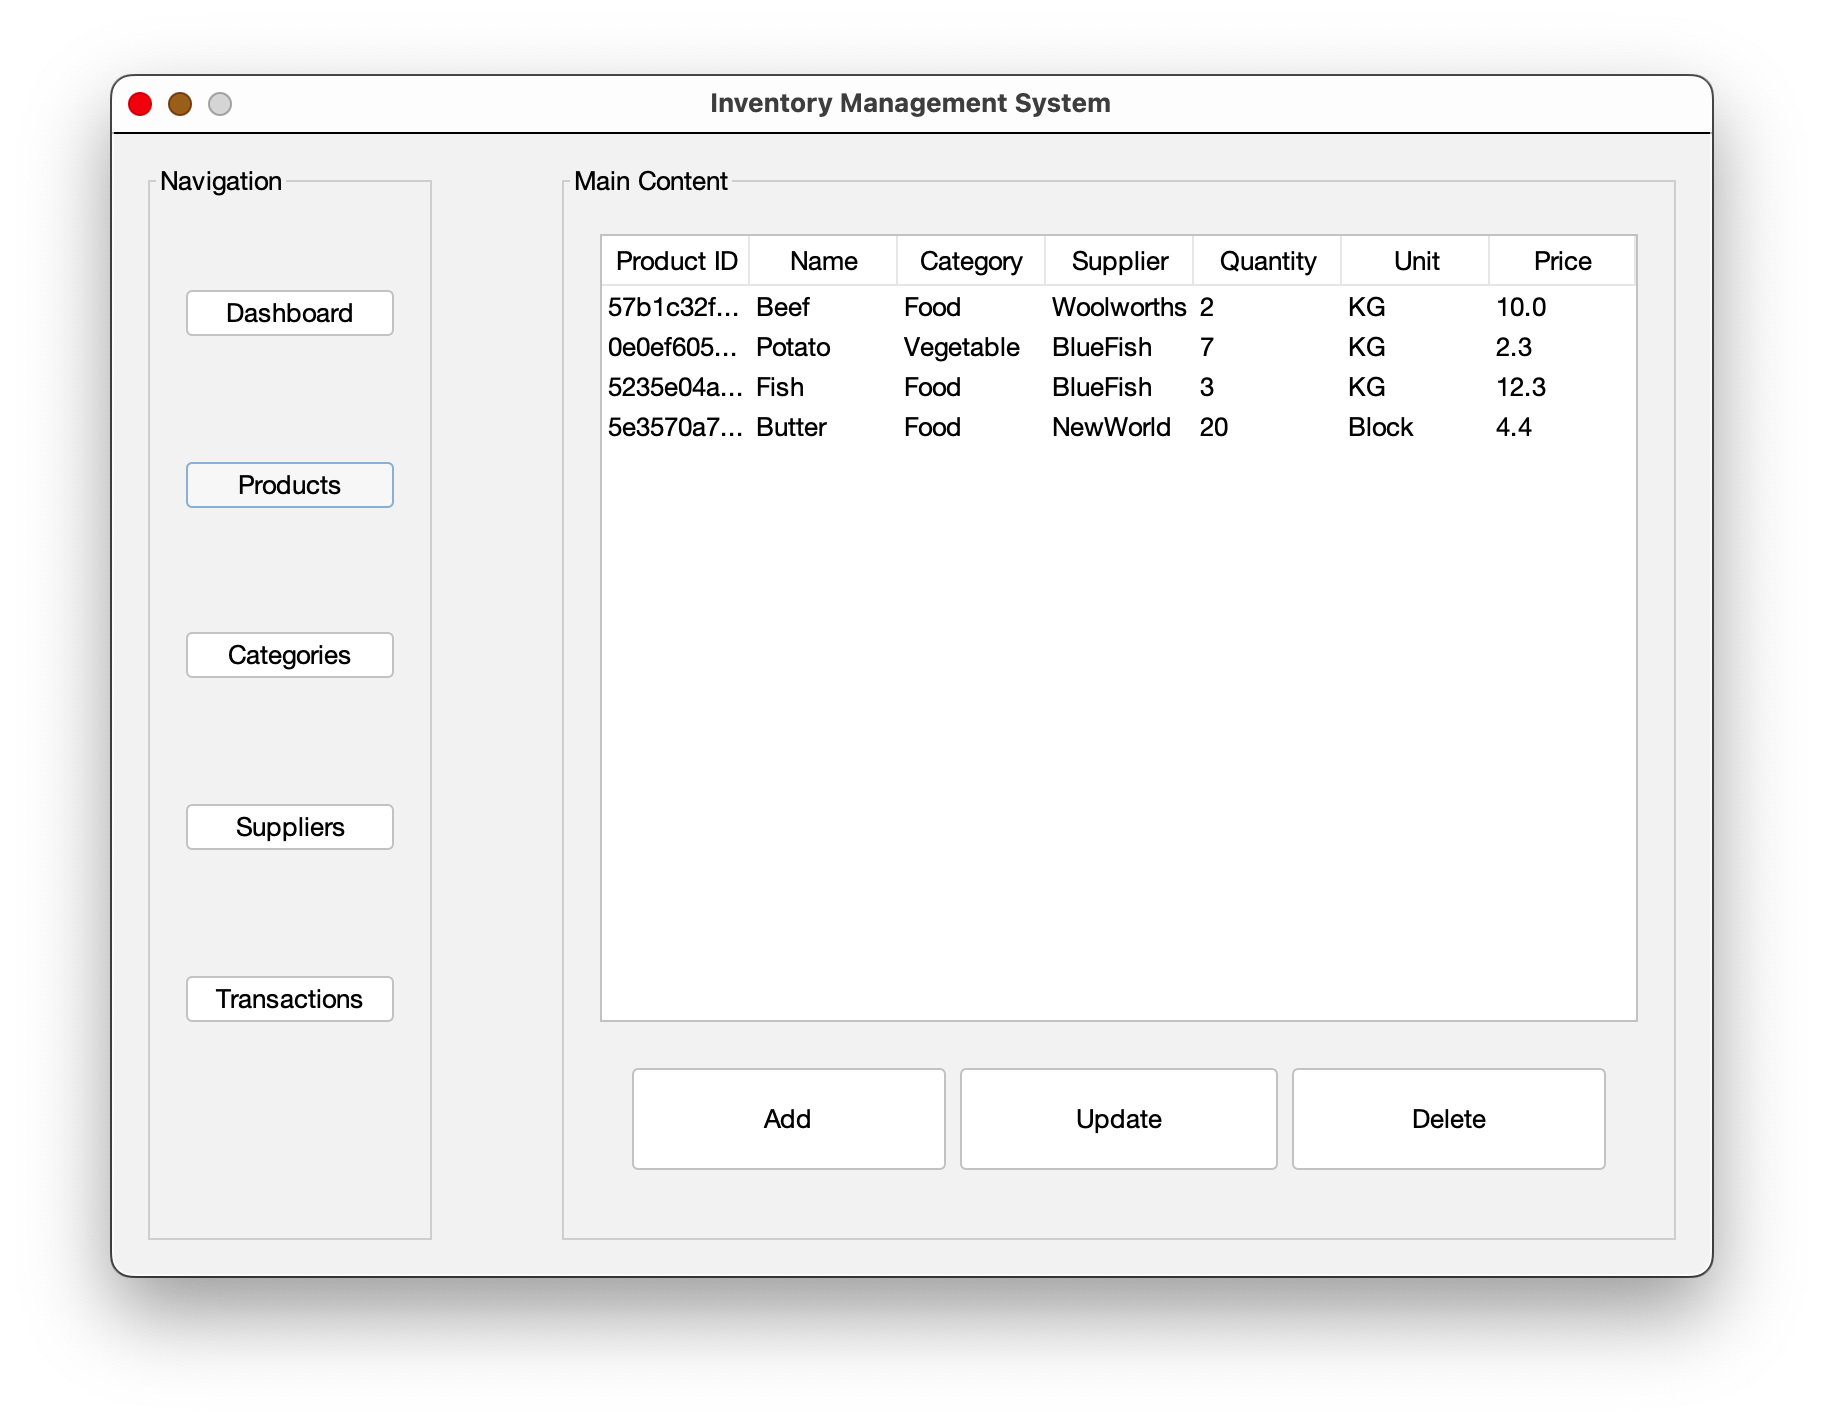 Inventory Management System
Navigation
Dashboard
Products
Categories
Suppliers
Transactions
Main Content
Product ID Name Category Supplier Quantity Unit Price
57b1c32f... Beef Food Woolworths 2 KG 10.0
0e0ef605... Potato Vegetable BlueFish 7 KG 2.3
5235e04a... Fish Food BlueFish 3 KG 12.3
5e3570a7... Butter Food NewWorld 20 Block 4.4
Add Update Delete